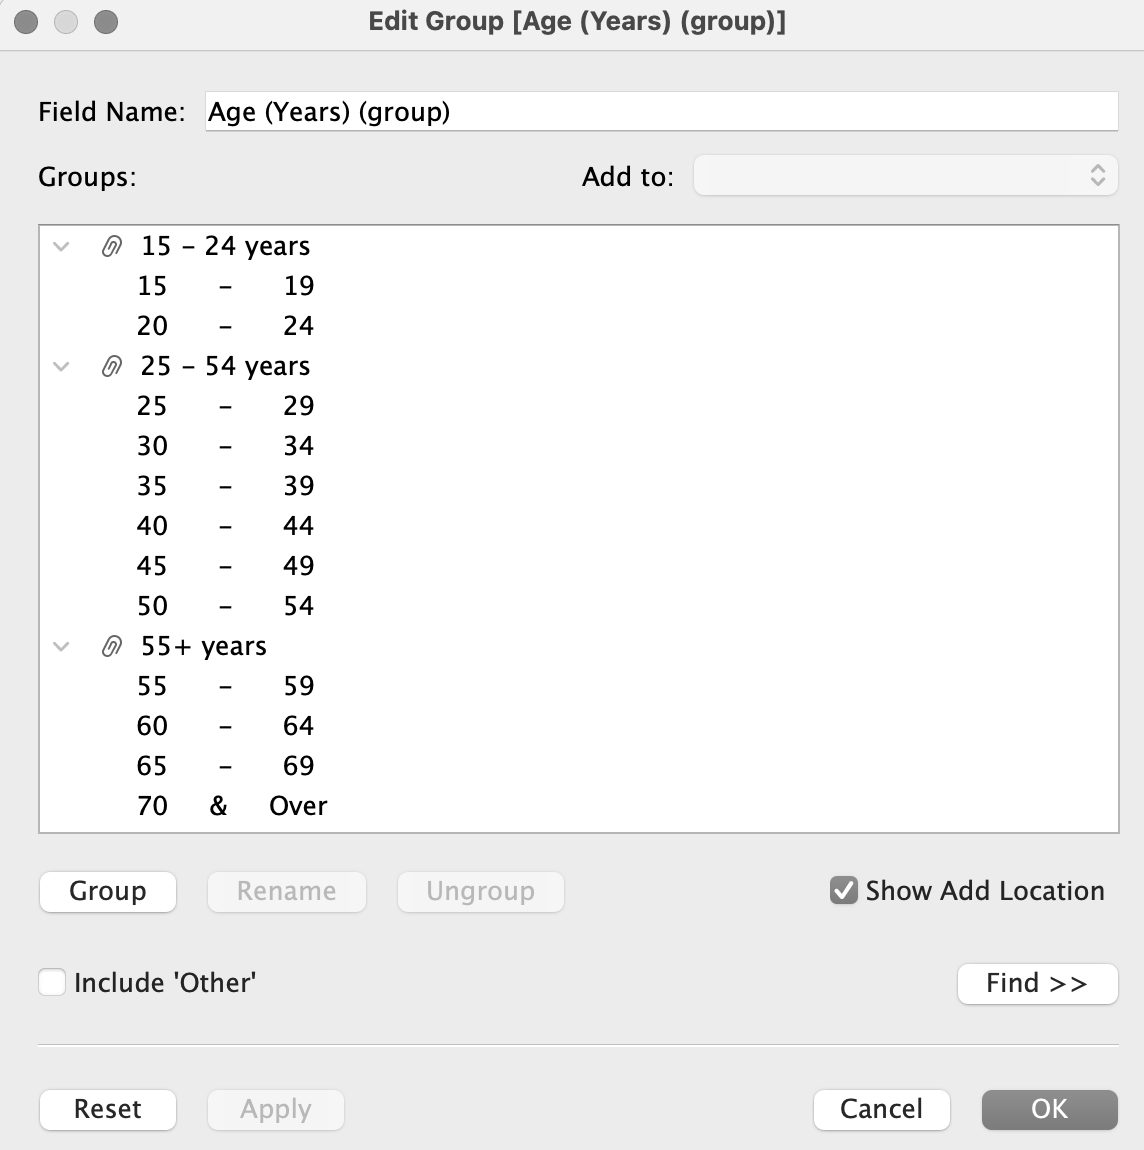 Edit Group [Age (Years) (group)]
Field Name: Age (Years) (group)
Groups: Add to:
15 - 24 years
15 - 19
20 - 24
25 - 54 years
25 - 29
30 - 34
35 - 39
40 - 44
45 - 49
50 - 54
55+ years
55 - 59
60 - 64
65 - 69
70 & Over
Group Rename Ungroup Show Add Location
Include 'Other' Find >>
Reset Apply Cancel OK